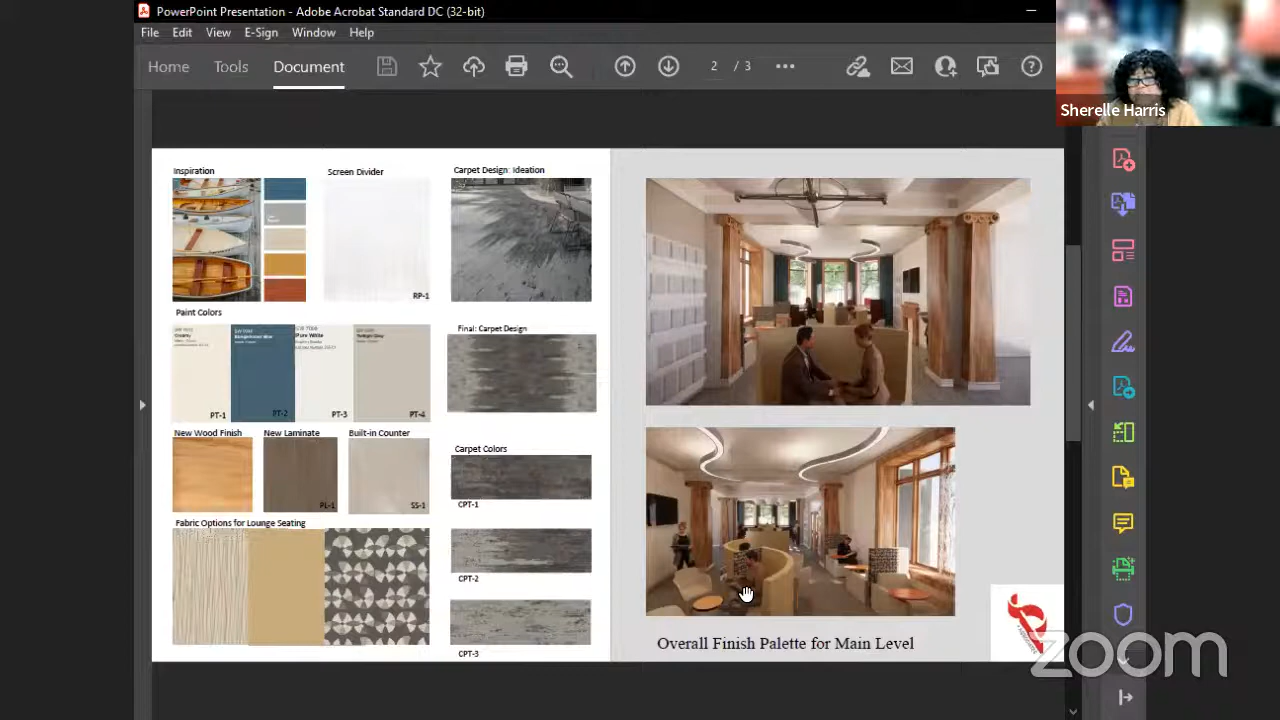 PowerPoint Presentation - Adobe Acrobat Standard DC (32-bit)
File Edit View E-Sign Window Help
Home Tools Document 2 / 3
Sherelle Harris
Inspiration
Screen Divider
RP-1
Carpet Design: Ideation
Paint Colors
PT-1
PT-2
PT-3
PT-4
Final: Carpet Design
New Wood Finish
New Laminate
PL-1
Built-in Counter
SS-1
Carpet Colors
CPT-1
CPT-2
CPT-3
Fabric Options for Lounge Seating
Overall Finish Palette for Main Level
zoom